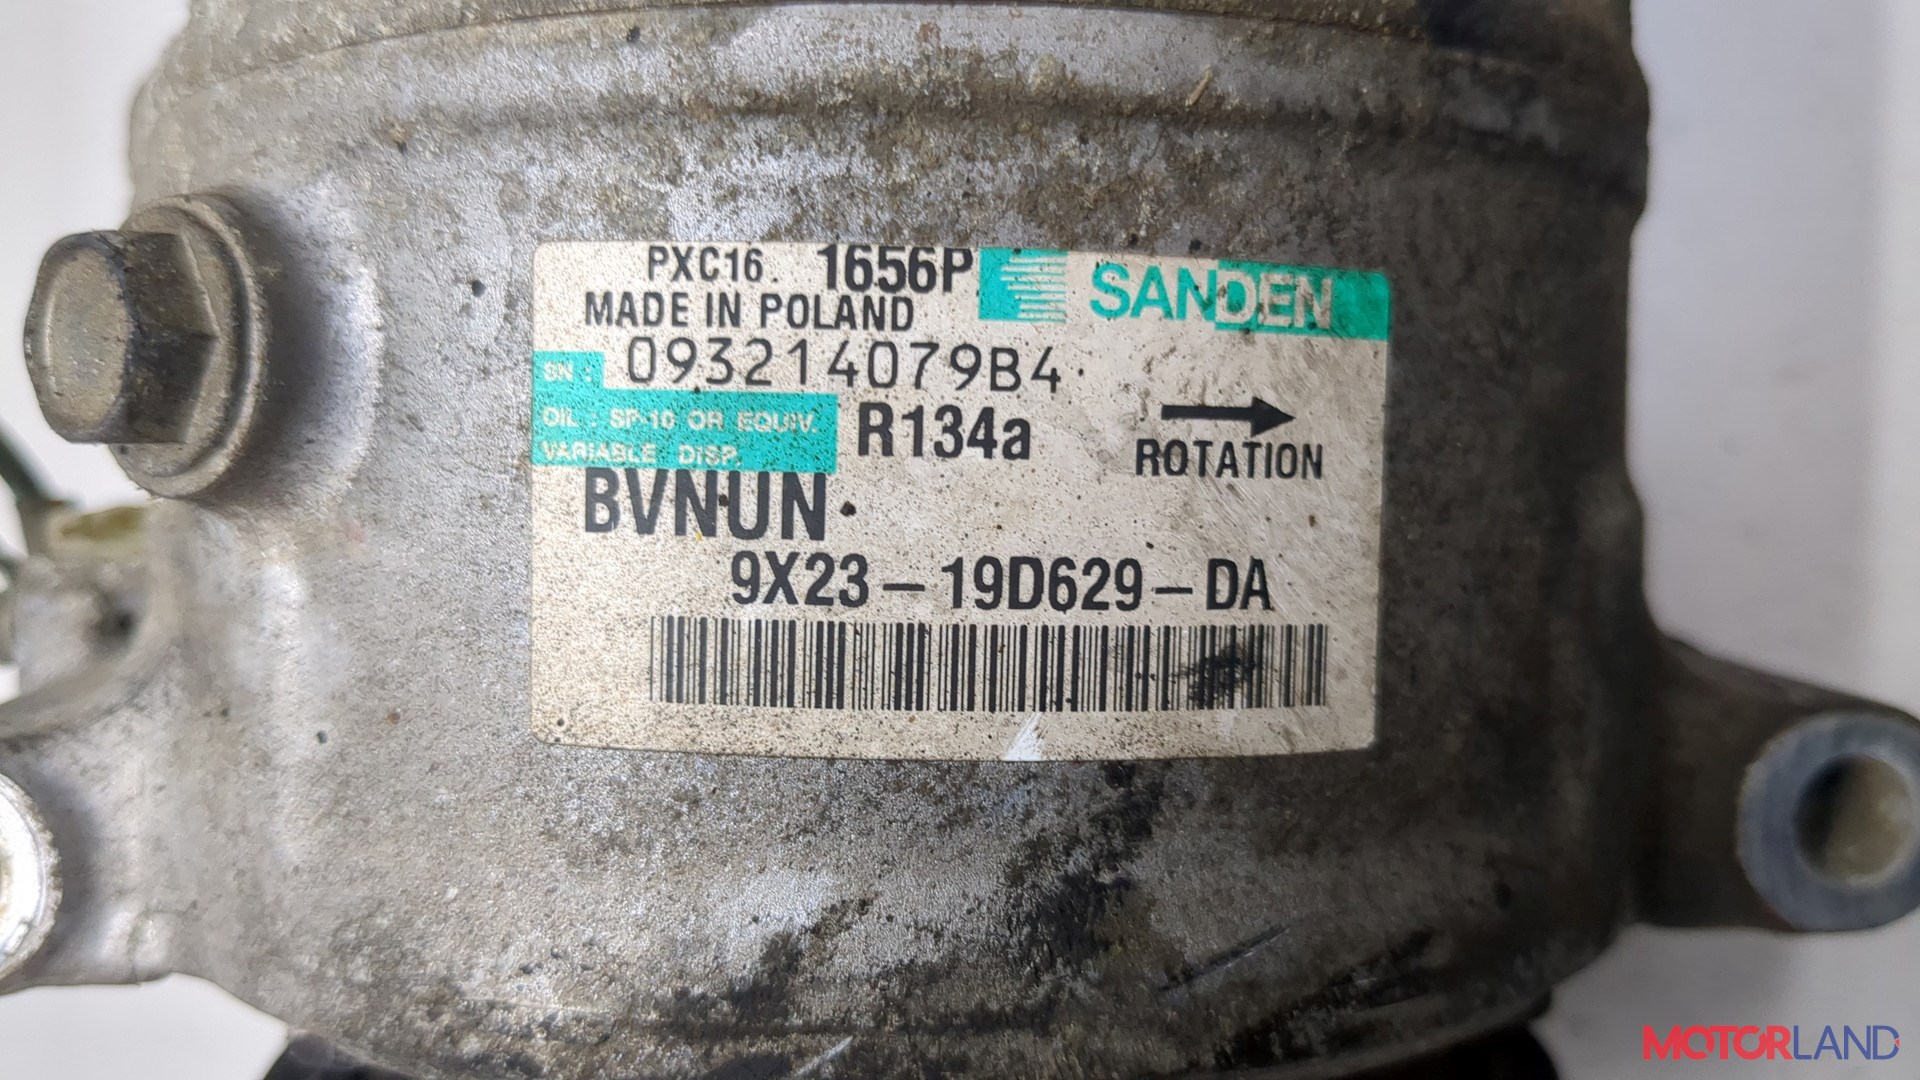 PXC16. 1656P SANDEN
MADE IN POLAND
SN : 093214079B4
OIL : SP-10 OR EQUIV.
VARIABLE DISP.
R134a
ROTATION
BVNUN
9X23-19D629-DA
MOTORLAND